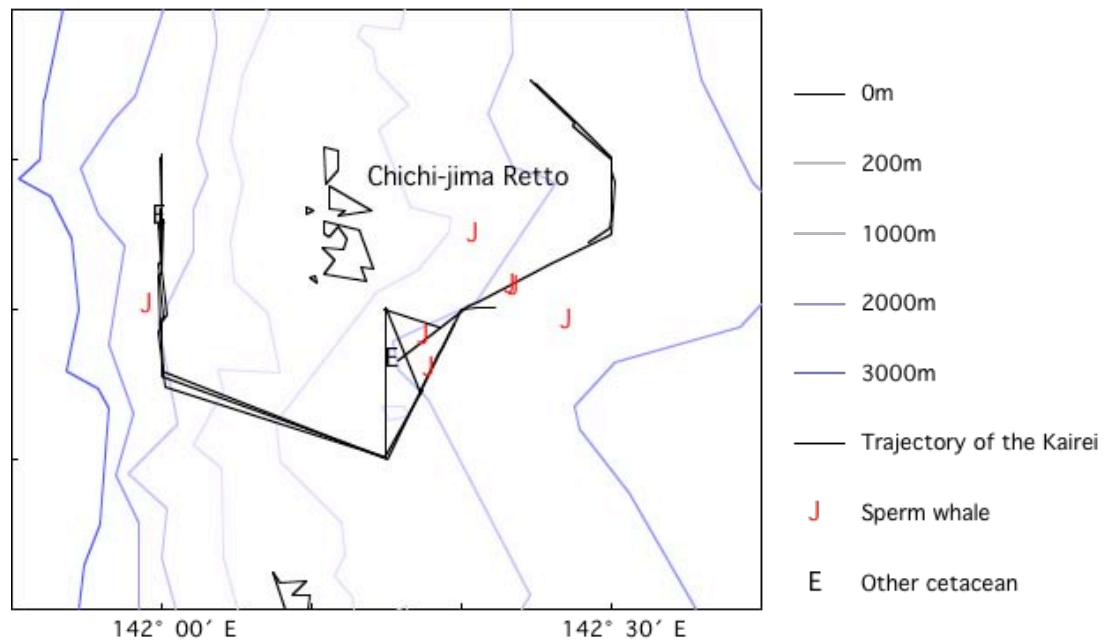 Chichi-jima Retto
E
J
J
JJ
J
J
E
J
142° 00′ E
142° 30′ E
0m
200m
1000m
2000m
3000m
Trajectory of the Kairei
J Sperm whale
E Other cetacean